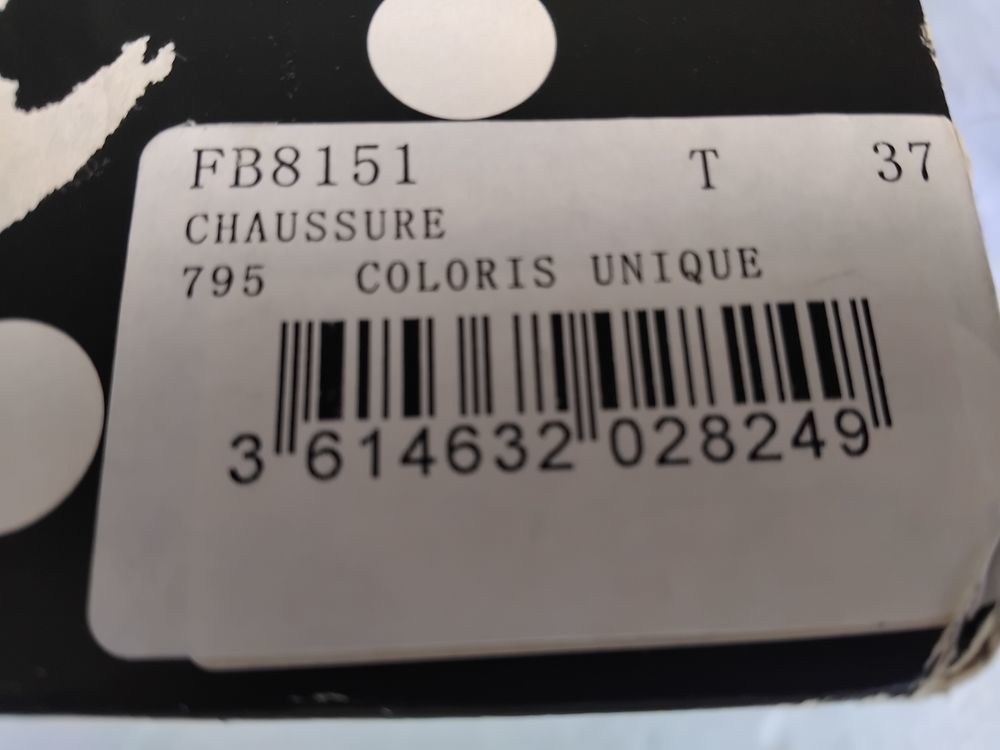 FB8151 T 37
CHAUSSURE
795 COLORIS UNIQUE
3 614632 028249